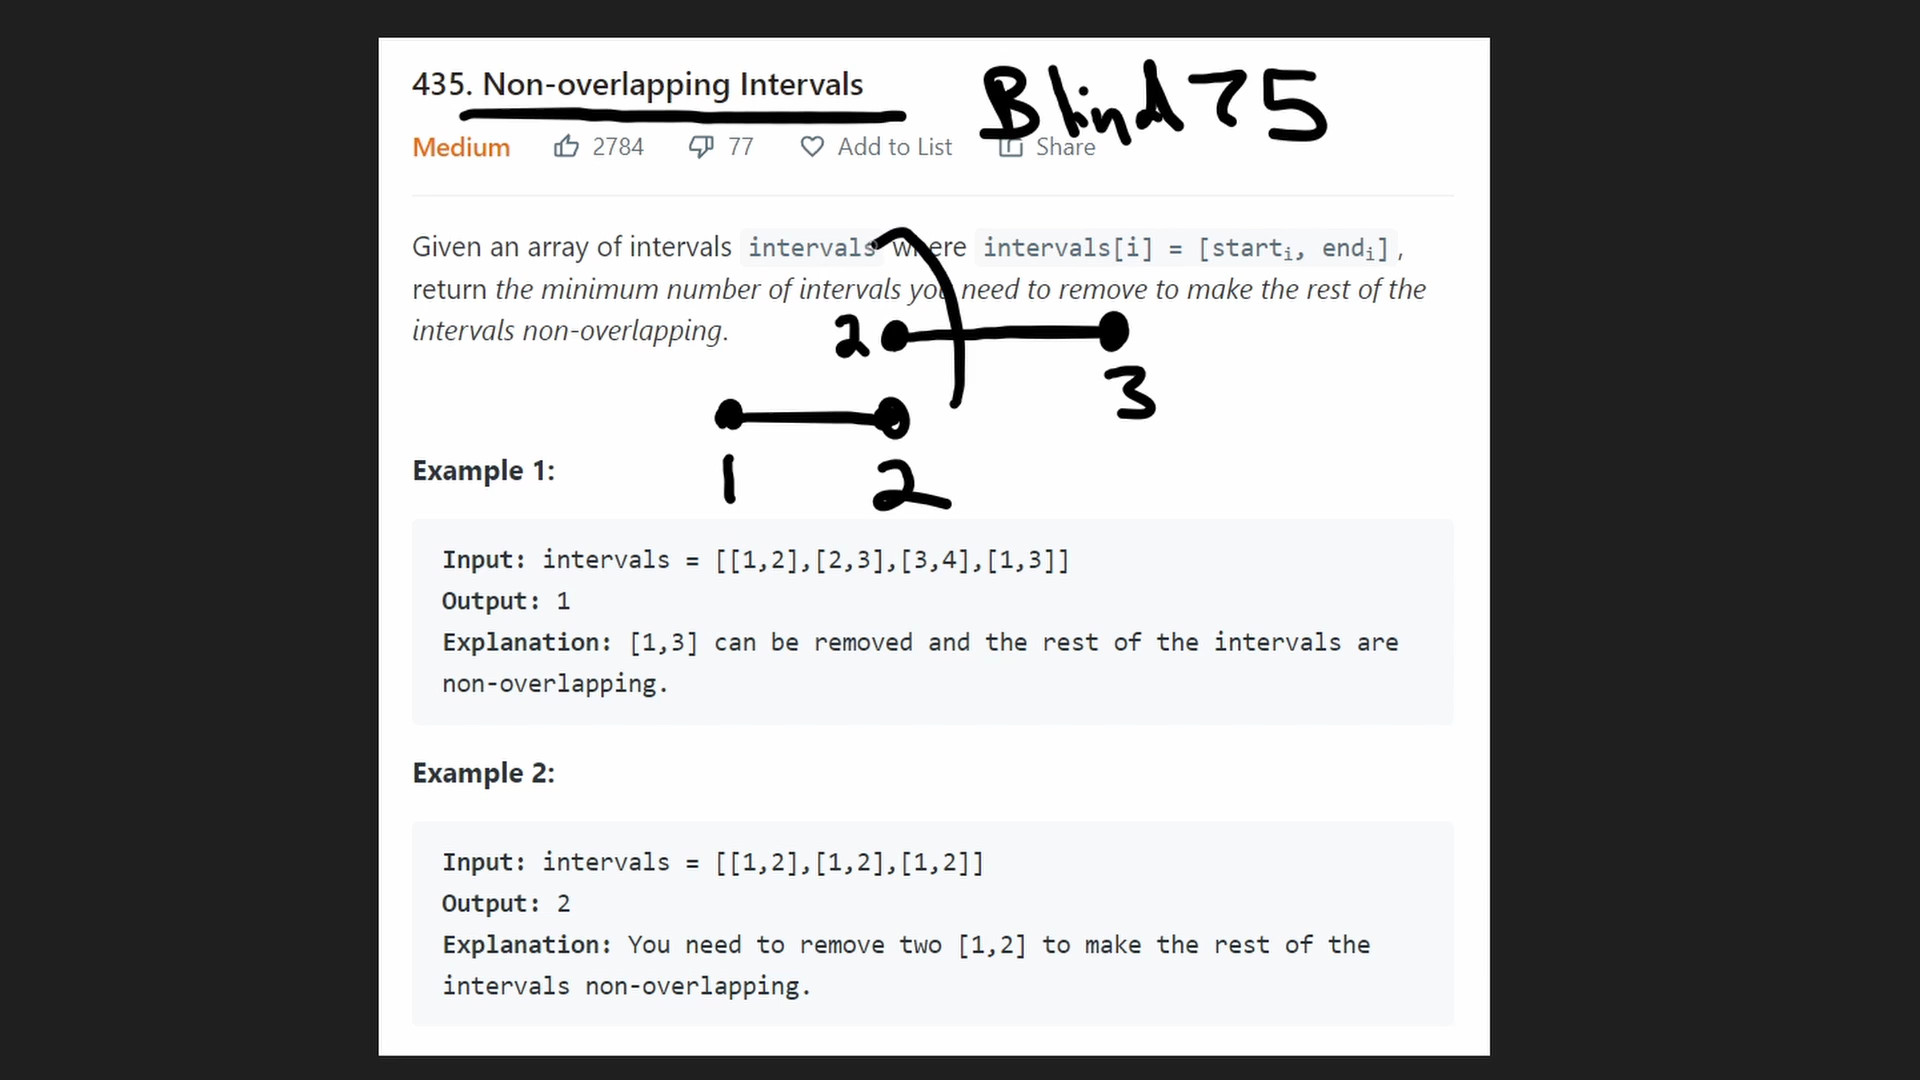 435. Non-overlapping Intervals Blind 75
Medium 2784 77 Add to List Share
Given an array of intervals intervals where intervals[i] = [starti, endi],
return the minimum number of intervals you need to remove to make the rest of the
intervals non-overlapping.
2
3
1 2
Example 1:
Input: intervals = [[1,2],[2,3],[3,4],[1,3]]
Output: 1
Explanation: [1,3] can be removed and the rest of the intervals are
non-overlapping.
Example 2:
Input: intervals = [[1,2],[1,2],[1,2]]
Output: 2
Explanation: You need to remove two [1,2] to make the rest of the
intervals non-overlapping.